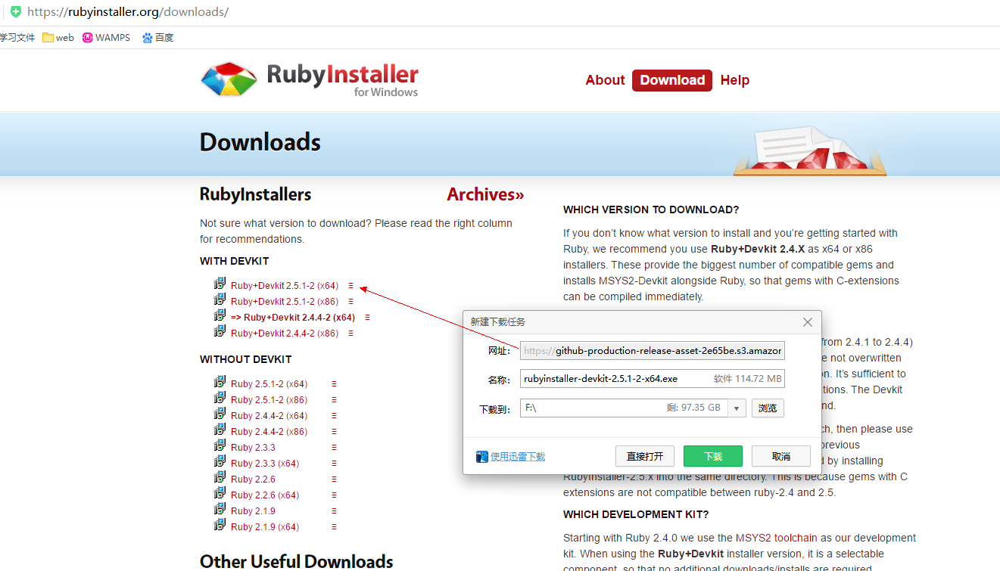 https://rubyinstaller.org/downloads/
学习文件 web WAMPS 百度
RubyInstaller
for Windows
About Download Help
Downloads
RubyInstallers Archives»
Not sure what version to download? Please read the right column
for recommendations.
WITH DEVKIT
Ruby+Devkit 2.5.1-2 (x64) =
Ruby+Devkit 2.5.1-2 (x86) =
=> Ruby+Devkit 2.4.4-2 (x64) =
Ruby+Devkit 2.4.4-2 (x86) =
WITHOUT DEVKIT
Ruby 2.5.1-2 (x64) =
Ruby 2.5.1-2 (x86) =
Ruby 2.4.4-2 (x64) =
Ruby 2.4.4-2 (x86) =
Ruby 2.3.3 =
Ruby 2.3.3 (x64) =
Ruby 2.2.6 =
Ruby 2.2.6 (x64) =
Ruby 2.1.9 =
Ruby 2.1.9 (x64) =
Other Useful Downloads
WHICH VERSION TO DOWNLOAD?
If you don’t know what version to install and you’re getting started with
Ruby, we recommend you use Ruby+Devkit 2.4.X as x64 or x86
installers. These provide the biggest number of compatible gems and
installs MSYS2-Devkit alongside Ruby, so that gems with C-extensions
can be compiled immediately.
from 2.4.1 to 2.4.4)
e not overwritten
n. It’s sufficient to
tions. The Devkit
nd.
ch, then please use
previous
d by installing
RubyInstaller-2.5.x into the same directory. This is because gems with C
extensions are not compatible between ruby-2.4 and 2.5.
WHICH DEVELOPMENT KIT?
Starting with Ruby 2.4.0 we use the MSYS2 toolchain as our development
kit. When using the Ruby+Devkit installer version, it is a selectable
component, so that no additional downloads/installs are required.
新建下载任务
网址: https://github-production-release-asset-2e65be.s3.amazor
名称: rubyinstaller-devkit-2.5.1-2-x64.exe 软件 114.72 MB
下载到: F:\ 剩: 97.35 GB 浏览
使用迅雷下载 直接打开 下载 取消